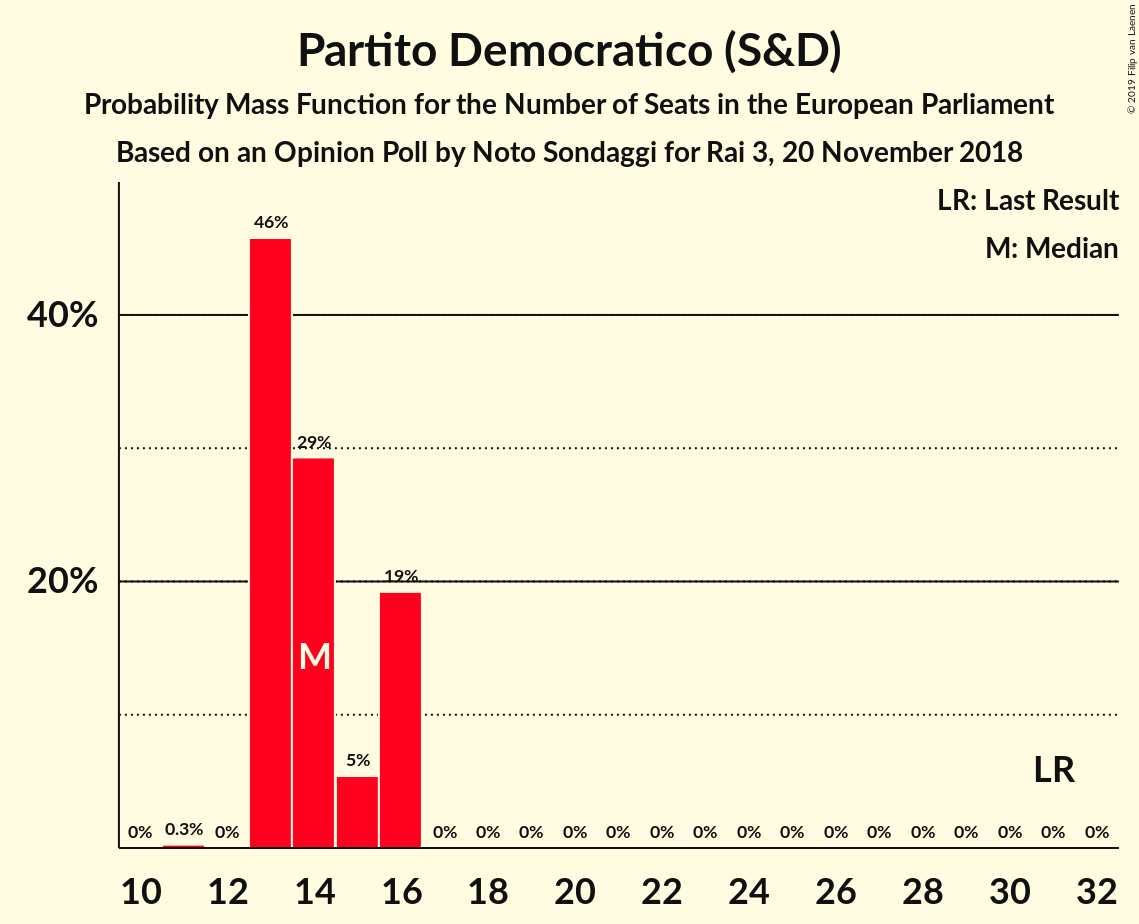 Partito Democratico (S&D)
Probability Mass Function for the Number of Seats in the European Parliament
Based on an Opinion Poll by Noto Sondaggi for Rai 3, 20 November 2018
© 2019 Filip van Laenen
LR: Last Result
M: Median
46%
40%
29%
20%
19%
M
5%
LR
0% 0.3% 0% 0% 0% 0% 0% 0% 0% 0% 0% 0% 0% 0% 0% 0% 0% 0% 0%
10 12 14 16 18 20 22 24 26 28 30 32